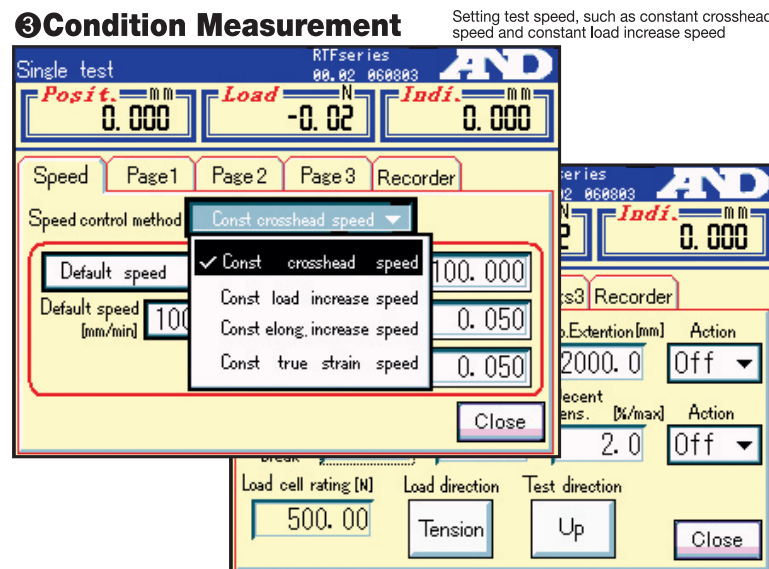 ❸Condition Measurement
Setting test speed, such as constant crosshead
speed and constant load increase speed
Single test
RTFseries
00.02 060803
AND
Posit. mm
0.000
Load N
-0.02
Indi. mm
0.000
Speed Page1 Page2 Page3 Recorder
Speed control method Const crosshead speed
✓ Const crosshead speed
Const load increase speed
Const elong. increase speed
Const true strain speed
Default speed
100.000
Default speed
[mm/min]
100
0.050
0.050
Close
eries
060803
AND
N
Indi. mm
0.000
s3 Recorder
.Extention[mm] Action
2000.0 Off
ecent
ens. [%/max] Action
2.0 Off
Load cell rating [N] Load direction Test direction
500.00 Tension Up Close